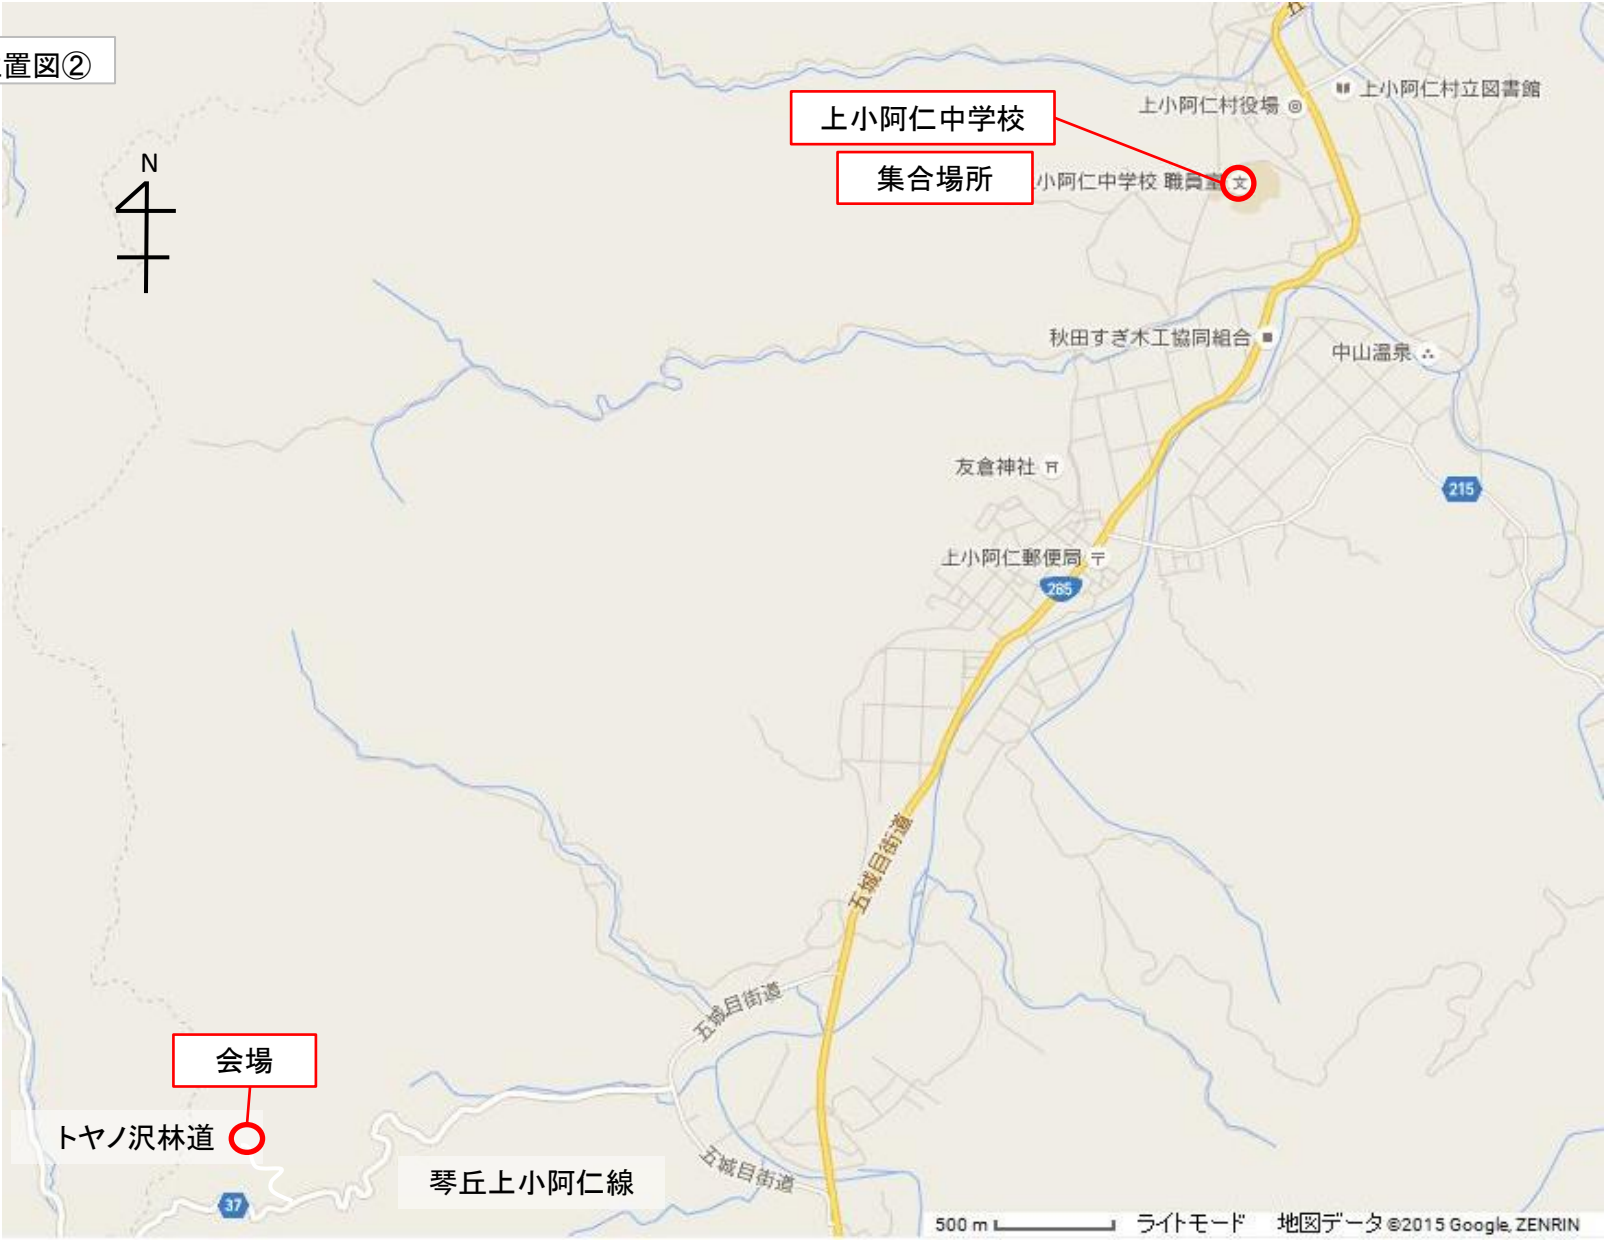 置図②
N
上小阿仁中学校
集合場所
上小阿仁村役場
上小阿仁村立図書館
小阿仁中学校 職員室
文
秋田すぎ木工協同組合
中山温泉
友倉神社
215
上小阿仁郵便局
285
五城目街道
五城目街道
会場
トヤノ沢林道
琴丘上小阿仁線
五城目街道
37
500 m
ライトモード 地図データ ©2015 Google, ZENRIN